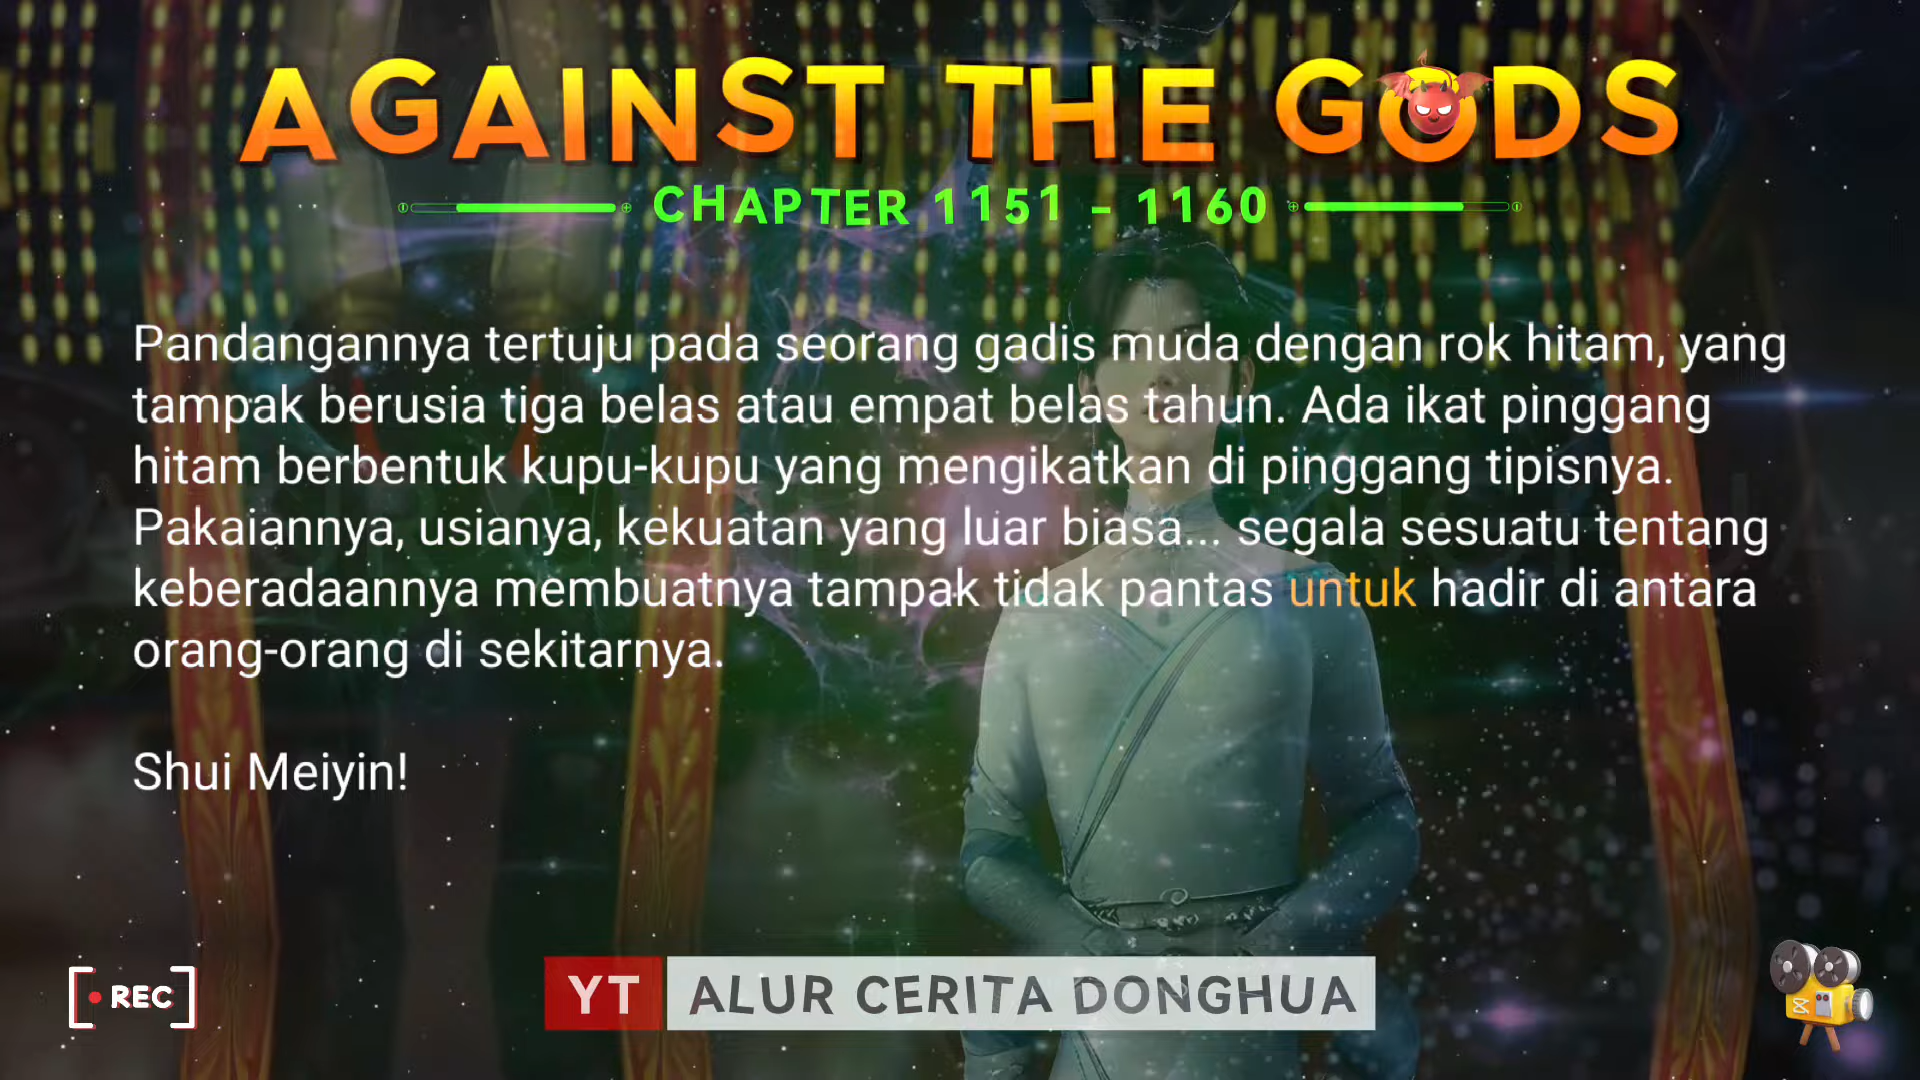 AGAINST THE GODS
CHAPTER 1151 - 1160
Pandangannya tertuju pada seorang gadis muda dengan rok hitam, yang
tampak berusia tiga belas atau empat belas tahun. Ada ikat pinggang
hitam berbentuk kupu-kupu yang mengikatkan di pinggang tipisnya.
Pakaiannya, usianya, kekuatan yang luar biasa... segala sesuatu tentang
keberadaannya membuatnya tampak tidak pantas untuk hadir di antara
orang-orang di sekitarnya.
Shui Meiyin!
REC
YT ALUR CERITA DONGHUA